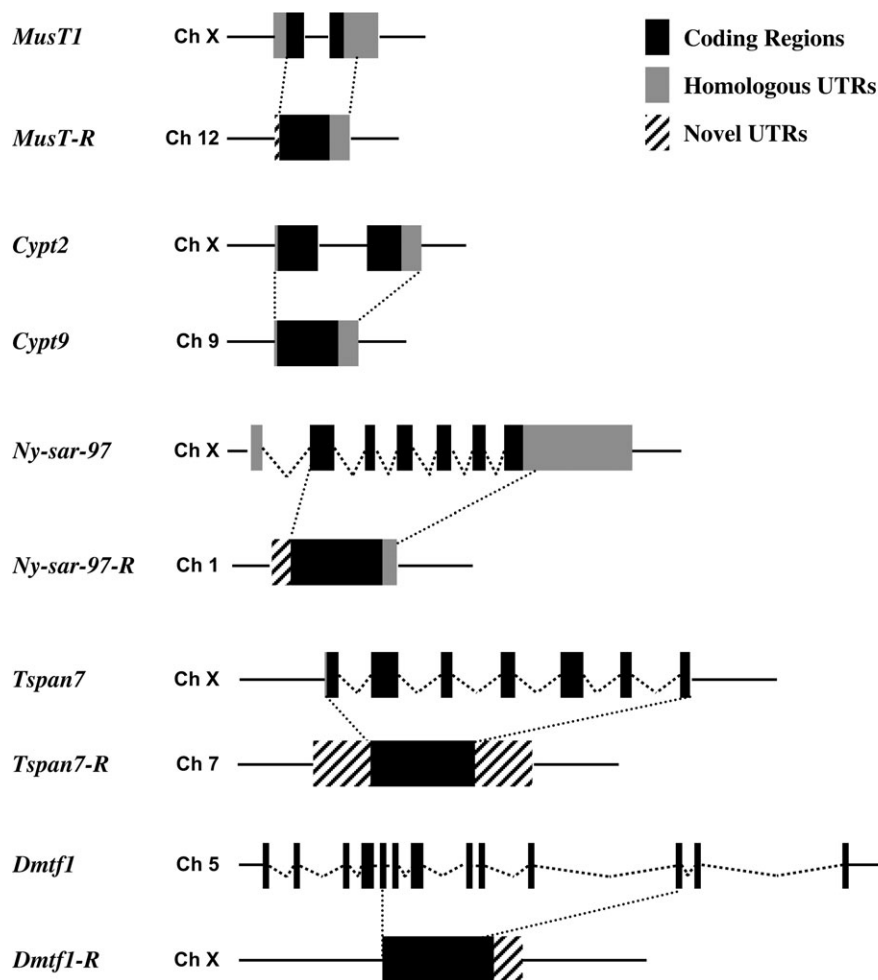 MusT1 Ch X
Coding Regions
Homologous UTRs
MusT-R Ch 12
Novel UTRs
Cypt2 Ch X
Cypt9 Ch 9
Ny-sar-97 Ch X
Ny-sar-97-R Ch 1
Tspan7 Ch X
Tspan7-R Ch 7
Dmtf1 Ch 5
Dmtf1-R Ch X